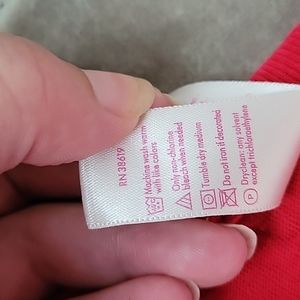 RN 38619
Machine wash warm
with like colors
Only non-chlorine
bleach when needed
Tumble dry medium
Do not iron if decorated
Dryclean: any solvent
except trichloroethylene
P